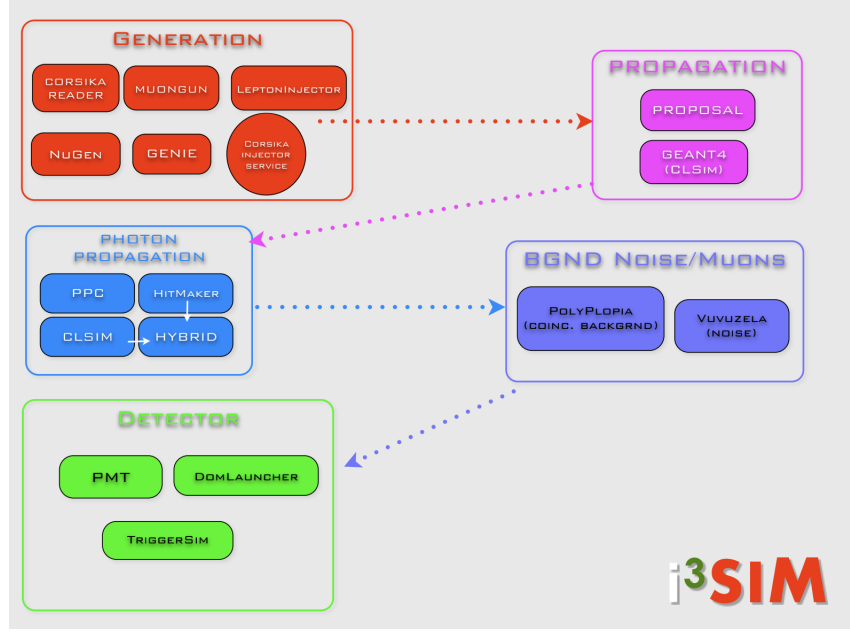 GENERATION
CORSIKA
READER
MUONGUN
LEPTONINJECTOR
NUGEN
GENIE
CORSIKA
INJECTOR
SERVICE
PROPAGATION
PROPOSAL
GEANT4
(CLSIM)
PHOTON
PROPAGATION
PPC
HITMAKER
CLSIM
HYBRID
BGND NOISE/MUONS
POLYPLOPIA
(COINC. BACKGRND)
VUVUZELA
(NOISE)
DETECTOR
PMT
DOMLAUNCHER
TRIGGERSIM
i3SIM